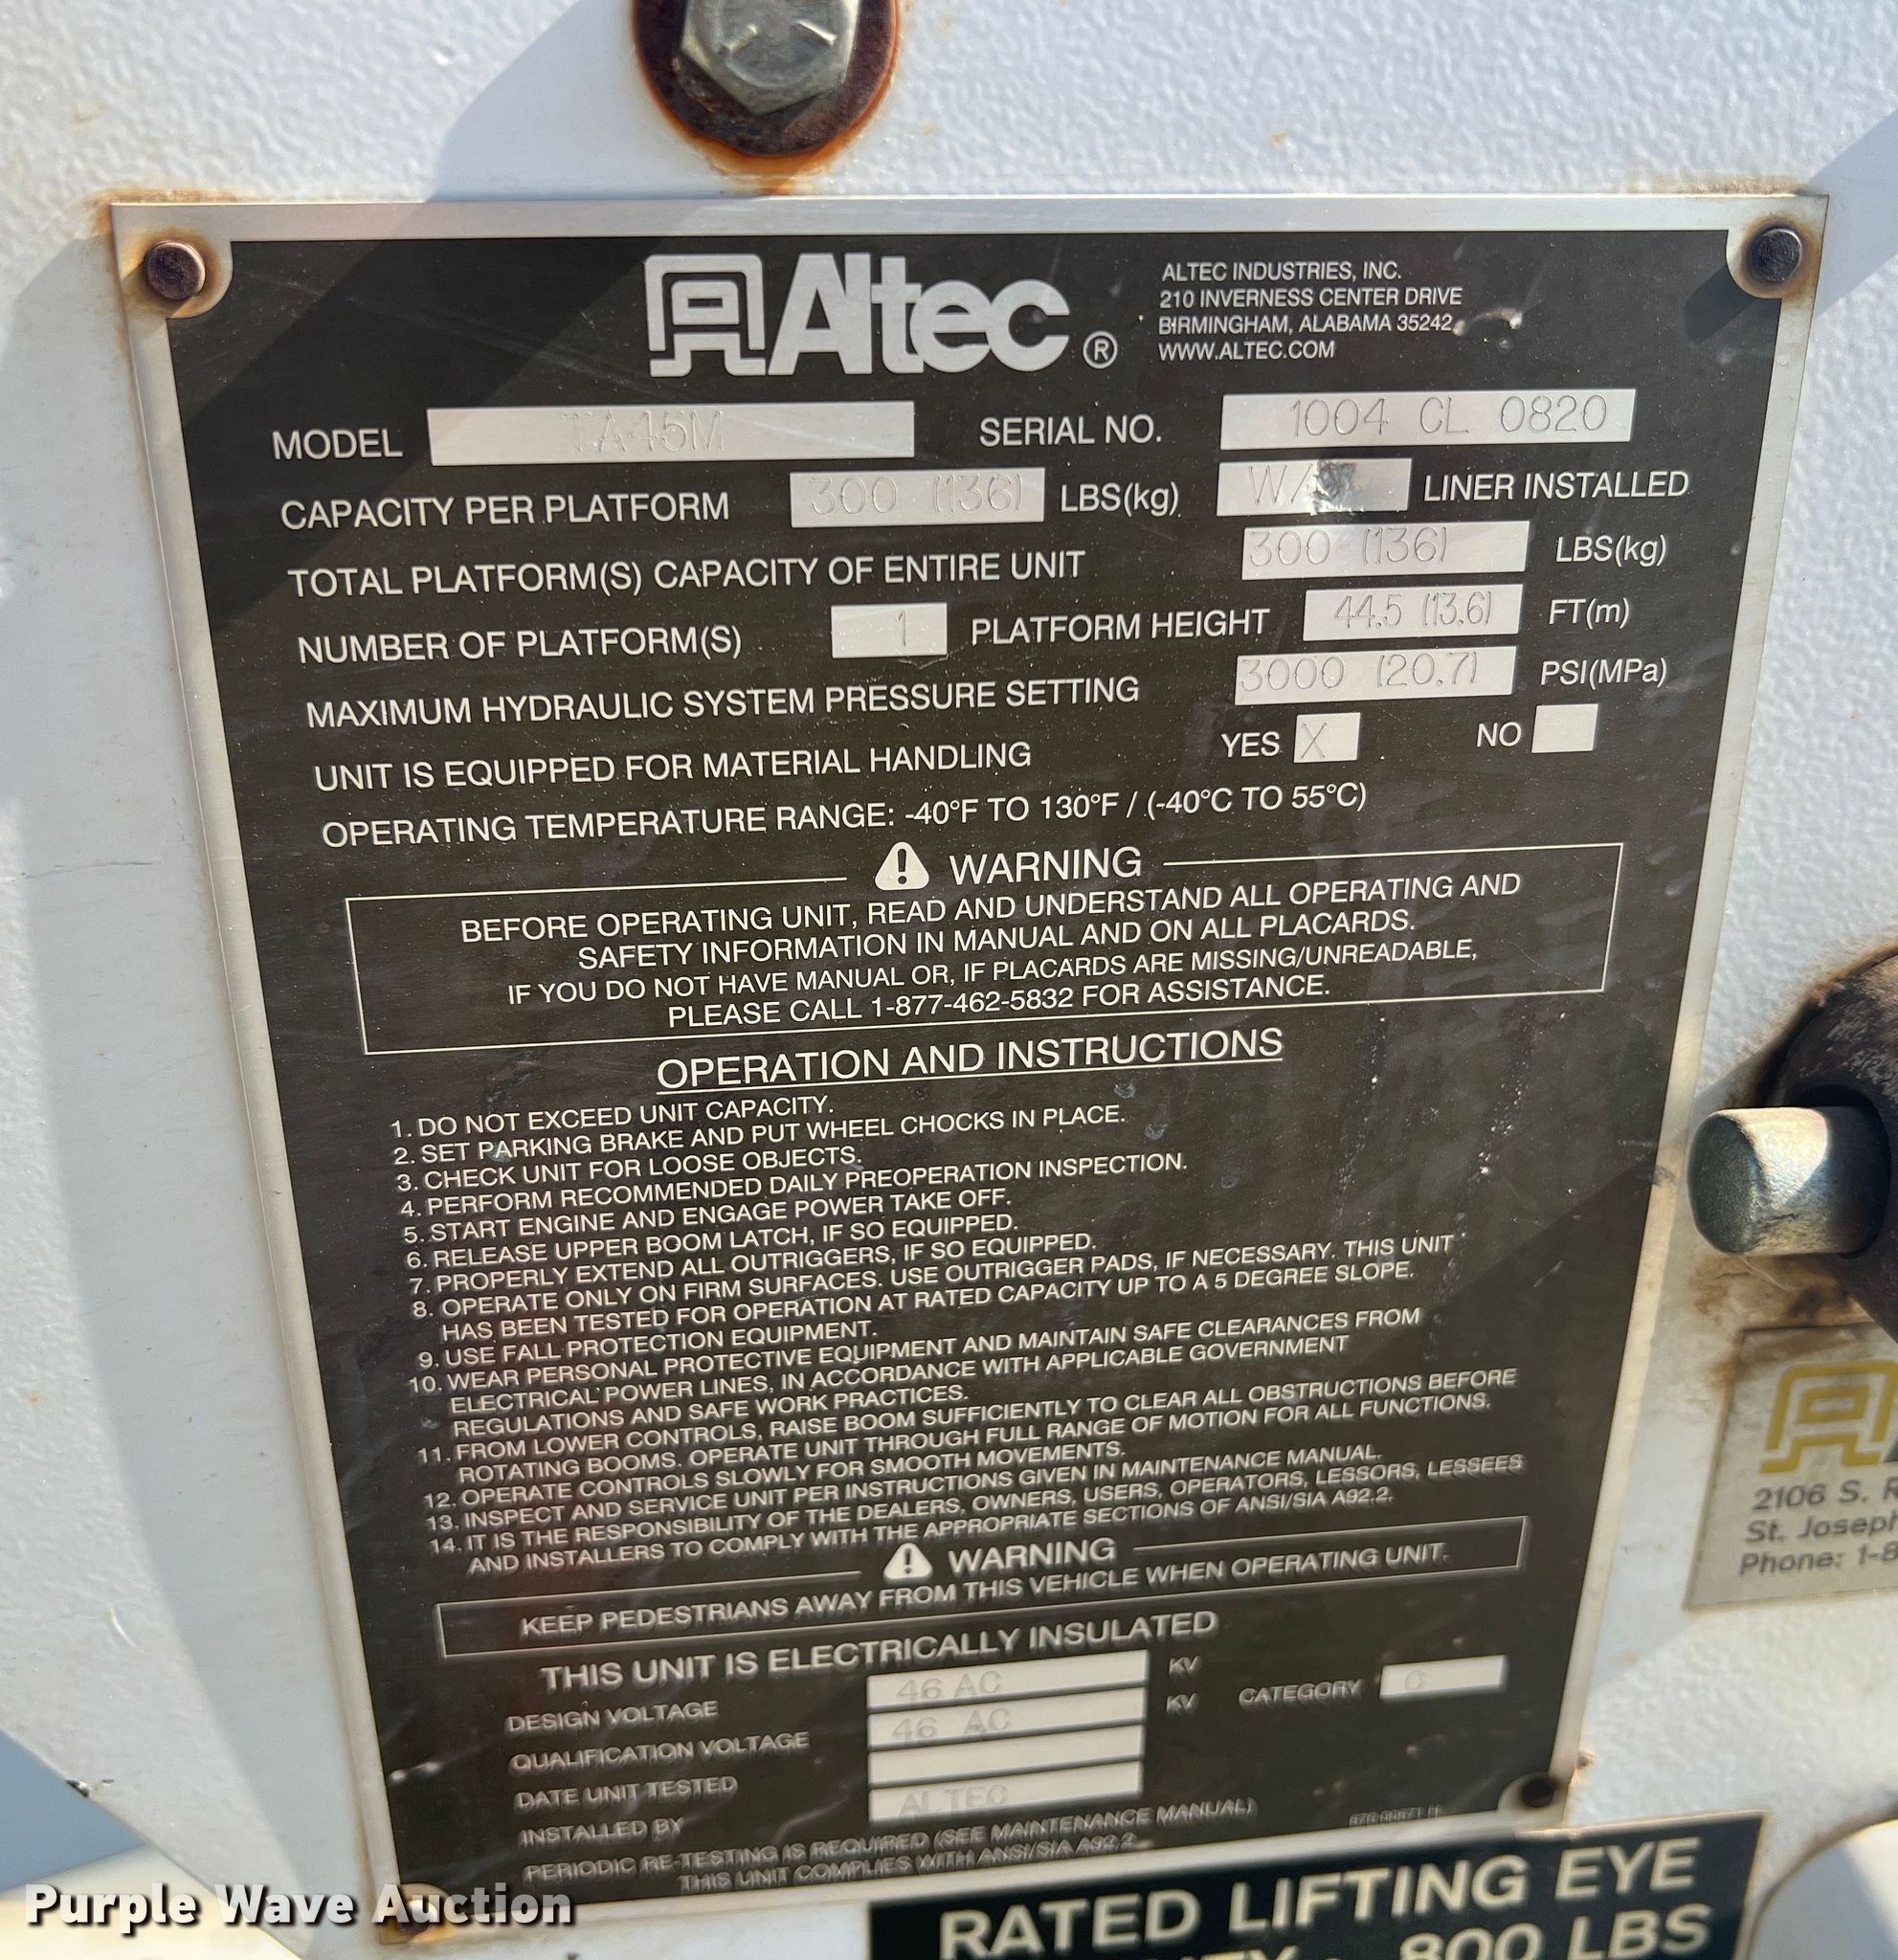 Altec ®
ALTEC INDUSTRIES, INC.
210 INVERNESS CENTER DRIVE
BIRMINGHAM, ALABAMA 35242
WWW.ALTEC.COM
MODEL TA45M SERIAL NO. 1004 CL 0820
CAPACITY PER PLATFORM 300 (136) LBS(kg) LINER INSTALLED
TOTAL PLATFORM(S) CAPACITY OF ENTIRE UNIT 300 (136) LBS(kg)
NUMBER OF PLATFORM(S) 1 PLATFORM HEIGHT 44.5 (13.6) FT(m)
MAXIMUM HYDRAULIC SYSTEM PRESSURE SETTING 3000 (20.7) PSI(MPa)
UNIT IS EQUIPPED FOR MATERIAL HANDLING YES X NO
OPERATING TEMPERATURE RANGE: -40°F TO 130°F / (-40°C TO 55°C)
WARNING
BEFORE OPERATING UNIT, READ AND UNDERSTAND ALL OPERATING AND
SAFETY INFORMATION IN MANUAL AND ON ALL PLACARDS.
IF YOU DO NOT HAVE MANUAL OR, IF PLACARDS ARE MISSING/UNREADABLE,
PLEASE CALL 1-877-462-5832 FOR ASSISTANCE.
OPERATION AND INSTRUCTIONS
1. DO NOT EXCEED UNIT CAPACITY.
2. SET PARKING BRAKE AND PUT WHEEL CHOCKS IN PLACE.
3. CHECK UNIT FOR LOOSE OBJECTS.
4. PERFORM RECOMMENDED DAILY PREOPERATION INSPECTION.
5. START ENGINE AND ENGAGE POWER TAKE OFF.
6. RELEASE UPPER BOOM LATCH, IF SO EQUIPPED.
7. PROPERLY EXTEND ALL OUTRIGGERS, IF SO EQUIPPED.
8. OPERATE ONLY ON FIRM SURFACES. USE OUTRIGGER PADS, IF NECESSARY. THIS UNIT
HAS BEEN TESTED FOR OPERATION AT RATED CAPACITY UP TO A 5 DEGREE SLOPE.
9. USE FALL PROTECTION EQUIPMENT.
10. WEAR PERSONAL PROTECTIVE EQUIPMENT AND MAINTAIN SAFE CLEARANCES FROM
ELECTRICAL POWER LINES, IN ACCORDANCE WITH APPLICABLE GOVERNMENT
REGULATIONS AND SAFE WORK PRACTICES.
11. FROM LOWER CONTROLS, RAISE BOOM SUFFICIENTLY TO CLEAR ALL OBSTRUCTIONS BEFORE
ROTATING BOOMS. OPERATE UNIT THROUGH FULL RANGE OF MOTION FOR ALL FUNCTIONS.
12. OPERATE CONTROLS SLOWLY FOR SMOOTH MOVEMENTS.
13. INSPECT AND SERVICE UNIT PER INSTRUCTIONS GIVEN IN MAINTENANCE MANUAL.
14. IT IS THE RESPONSIBILITY OF THE DEALERS, OWNERS, USERS, OPERATORS, LESSORS, LESSEES
AND INSTALLERS TO COMPLY WITH THE APPROPRIATE SECTIONS OF ANSI/SIA A92.2.
WARNING
KEEP PEDESTRIANS AWAY FROM THIS VEHICLE WHEN OPERATING UNIT.
THIS UNIT IS ELECTRICALLY INSULATED
DESIGN VOLTAGE 46 AC KV
QUALIFICATION VOLTAGE 46 AC KV CATEGORY C
DATE UNIT TESTED
INSTALLED BY ALTEC
PERIODIC RE-TESTING IS REQUIRED (SEE MAINTENANCE MANUAL)
THIS UNIT COMPLIES WITH ANSI/SIA A92.2
2106 S. R
St. Joseph
Phone: 1-8
RATED LIFTING EYE
800 LBS
Purple Wave Auction